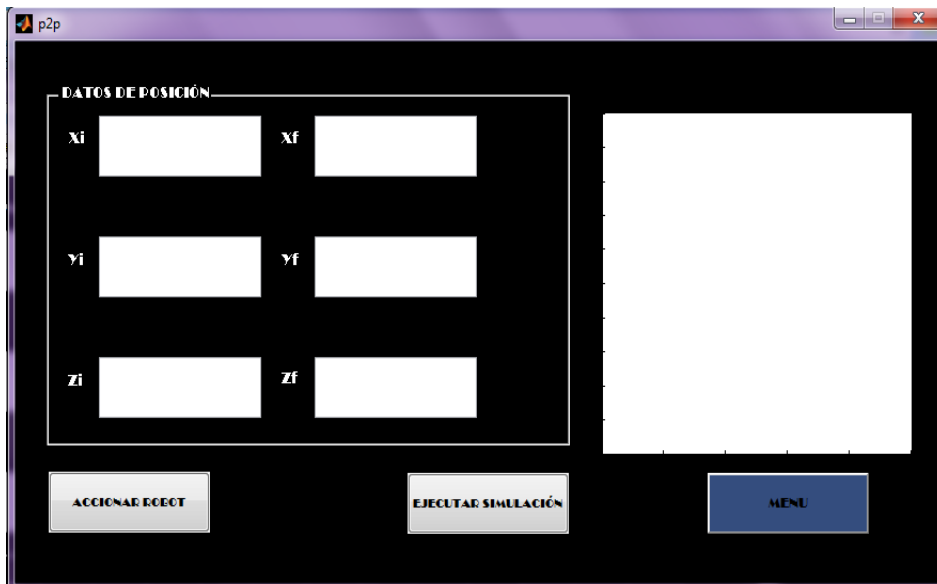 p2p
DATOS DE POSICIÓN
Xi Xf
Yi Yf
Zi Zf
ACCIONAR ROBOT EJECUTAR SIMULACIÓN MENU